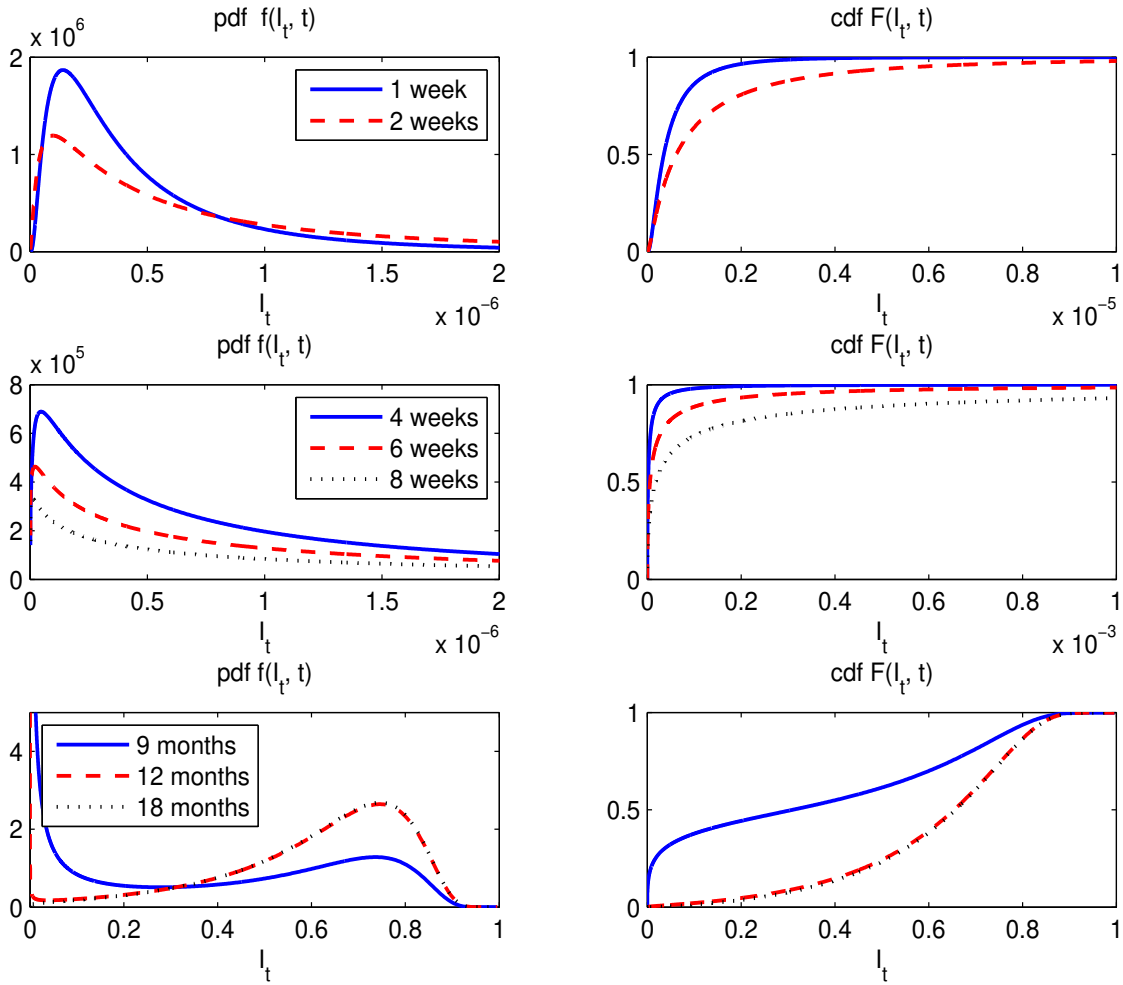 pdf f(I_t, t)
x 10^6
2
1
0
0 0.5 1 1.5 2
I_t
x 10^-6
1 week
2 weeks
cdf F(I_t, t)
1
0.5
0
0 0.2 0.4 0.6 0.8 1
I_t
x 10^-5
pdf f(I_t, t)
x 10^5
8
6
4
2
0
0 0.5 1 1.5 2
I_t
x 10^-6
4 weeks
6 weeks
8 weeks
cdf F(I_t, t)
1
0.5
0
0 0.2 0.4 0.6 0.8 1
I_t
x 10^-3
pdf f(I_t, t)
4
2
0
0 0.2 0.4 0.6 0.8 1
I_t
9 months
12 months
18 months
cdf F(I_t, t)
1
0.5
0
0 0.2 0.4 0.6 0.8 1
I_t